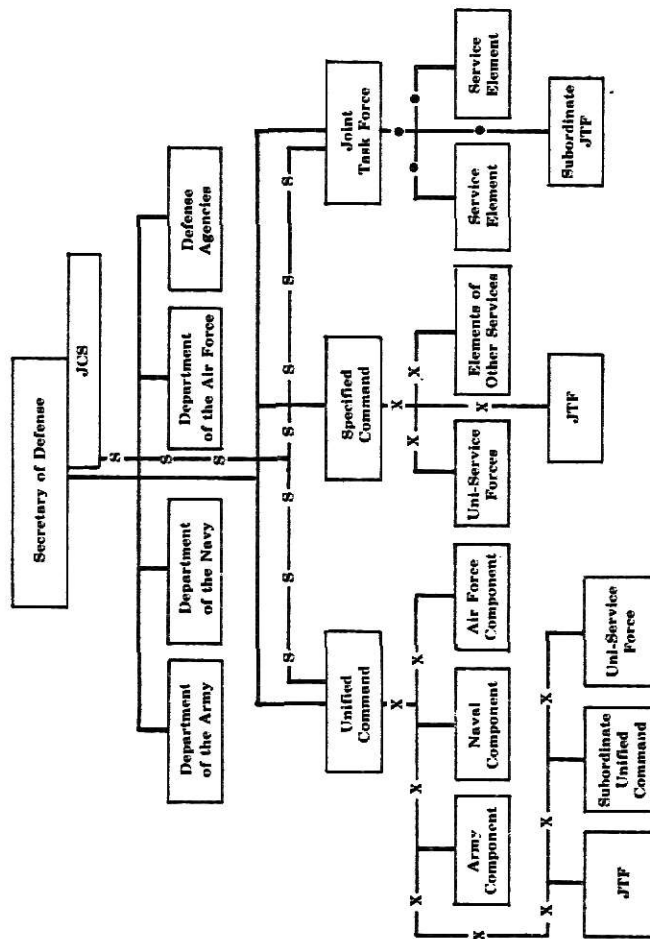 Secretary of Defense
JCS
S
S
S
Department
of the Army
Department
of the Navy
Department
of the Air Force
Defense
Agencies
S
S
S
S
S
Unified
Command
Specified
Command
Joint
Task Force
X
X
X
X
X
X
X
X
X
X
X
X
Army
Component
Naval
Component
Air Force
Component
Uni-Service
Forces
Elements of
Other Services
Service
Element
Service
Element
JTF
Subordinate
Unified
Command
Uni-Service
Force
JTF
Subordinate
JTF